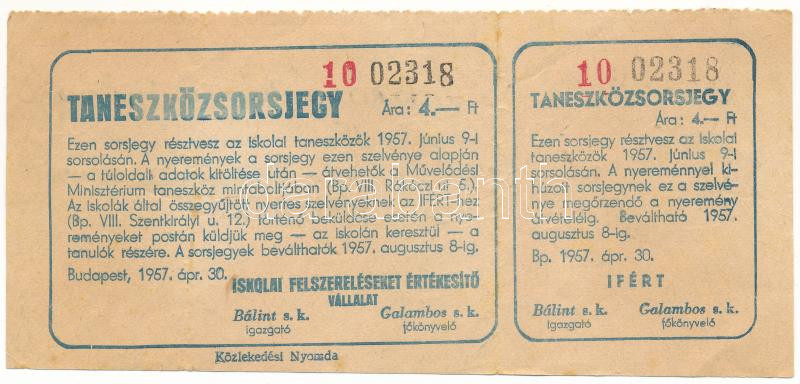 10 02318
TANESZKÖZSORSJEGY Ára: 4.— Ft
Ezen sorsjegy résztvesz az Iskolai taneszközök 1957. június 9-i
sorsolásán. A nyeremények a sorsjegy ezen szelvénye alapján
— a túloldali adatok kitöltése után — átvehetők a Művelődési
Minisztérium taneszköz mintaboltjában (Bp. VIII. Rákóczi út 5.).
Az iskolák által összegyűjtött nyertes szelvényeknek az IFÉRT-hez
(Bp. VIII. Szentkirályi u. 12.) történő beküldése esetén a nye-
reményeket postán küldjük meg — az iskolán keresztül — a
tanulók részére. A sorsjegyek beválthatók 1957. augusztus 8-ig.
Budapest, 1957. ápr. 30.
ISKOLAI FELSZERELÉSEKET ÉRTÉKESÍTŐ
VÁLLALAT
Bálint s. k. Galambos s. k.
igazgató főkönyvelő
Közlekedési Nyomda
10 02318
TANESZKÖZSORSJEGY
Ára: 4.— Ft
Ezen sorsjegy résztvesz az Iskolai
taneszközök 1957. június 9-i
sorsolásán. A nyereménnyel ki-
húzott sorsjegynek ez a szelvé-
nye megőrzendő a nyeremény
átvételéig. Beváltható 1957.
augusztus 8-ig.
Bp. 1957. ápr. 30.
IFÉRT
Bálint s. k. Galambos s. k.
igazgató főkönyvelő
darabanth